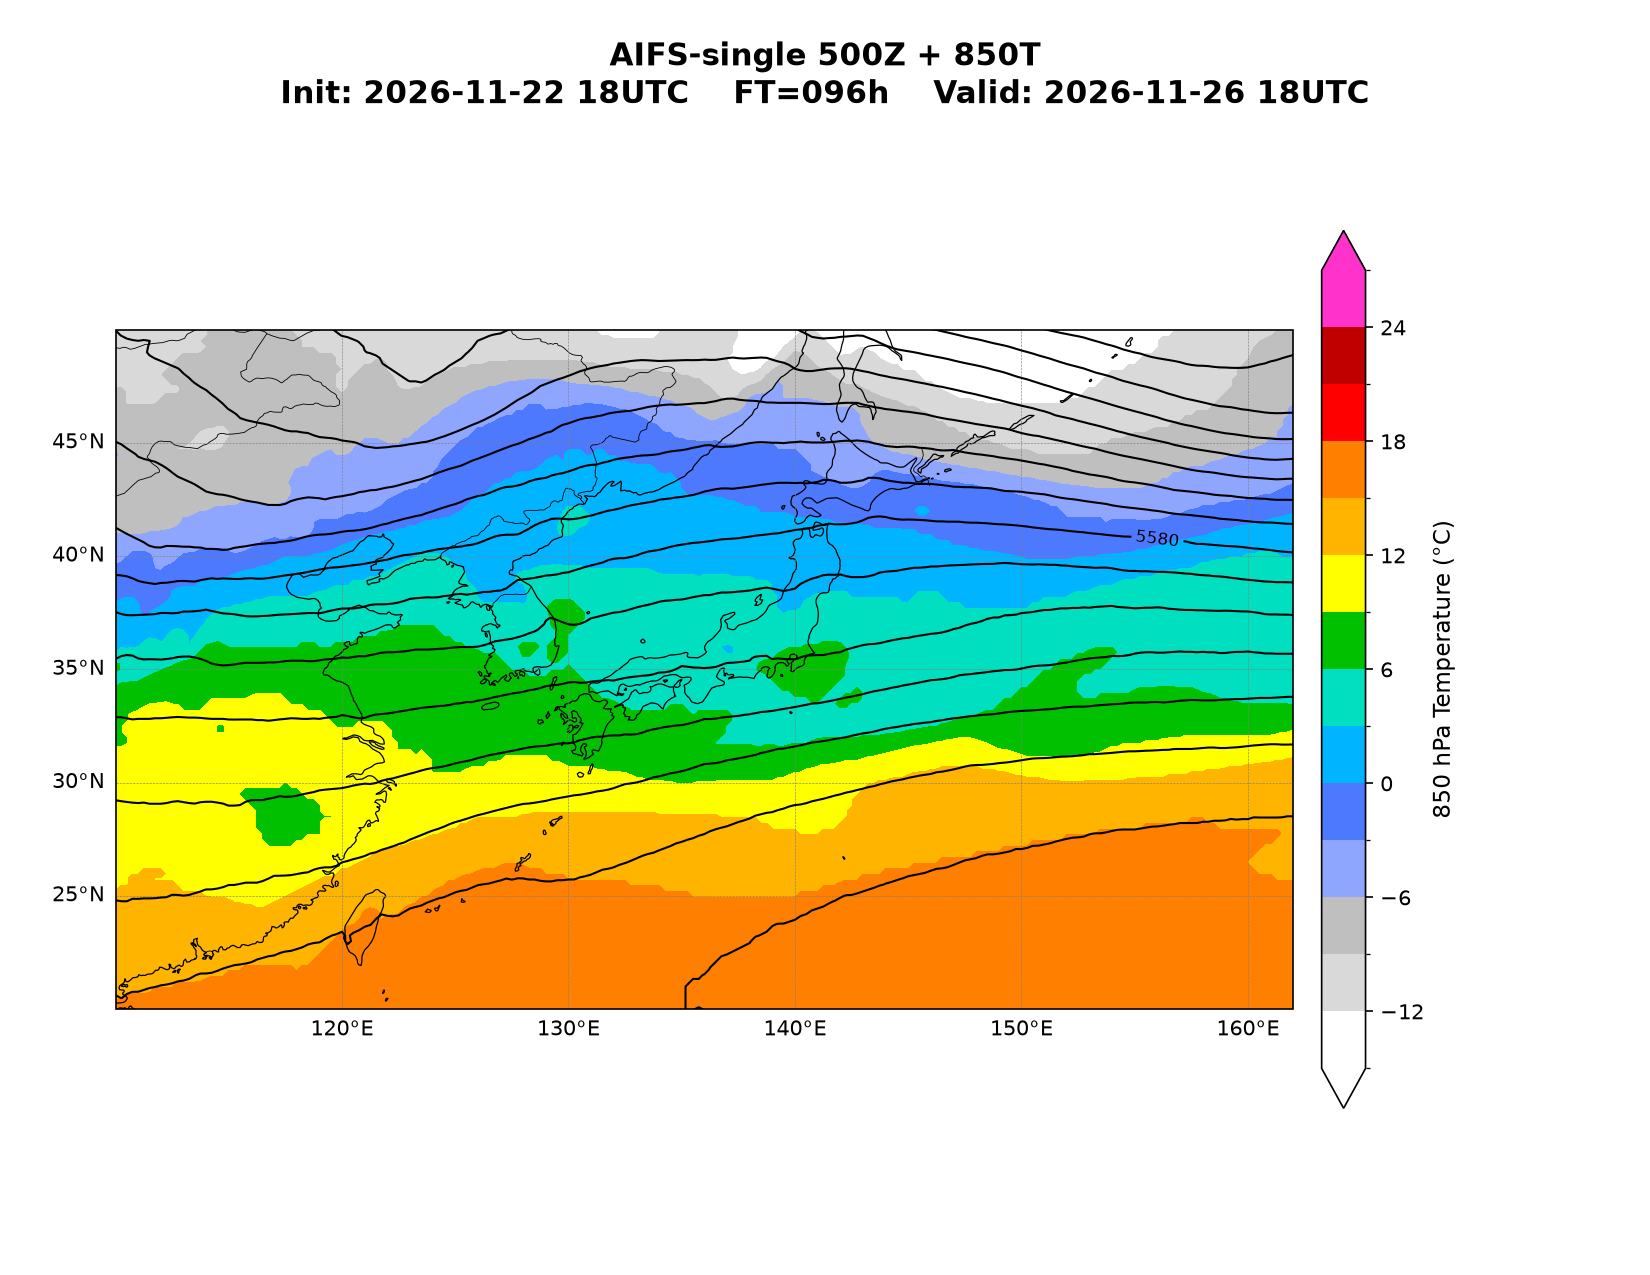 AIFS-single 500Z + 850T
Init: 2026-11-22 18UTC    FT=096h    Valid: 2026-11-26 18UTC
45°N
40°N
35°N
30°N
25°N
120°E
130°E
140°E
150°E
160°E
5580
24
18
12
6
0
−6
−12
850 hPa Temperature (°C)